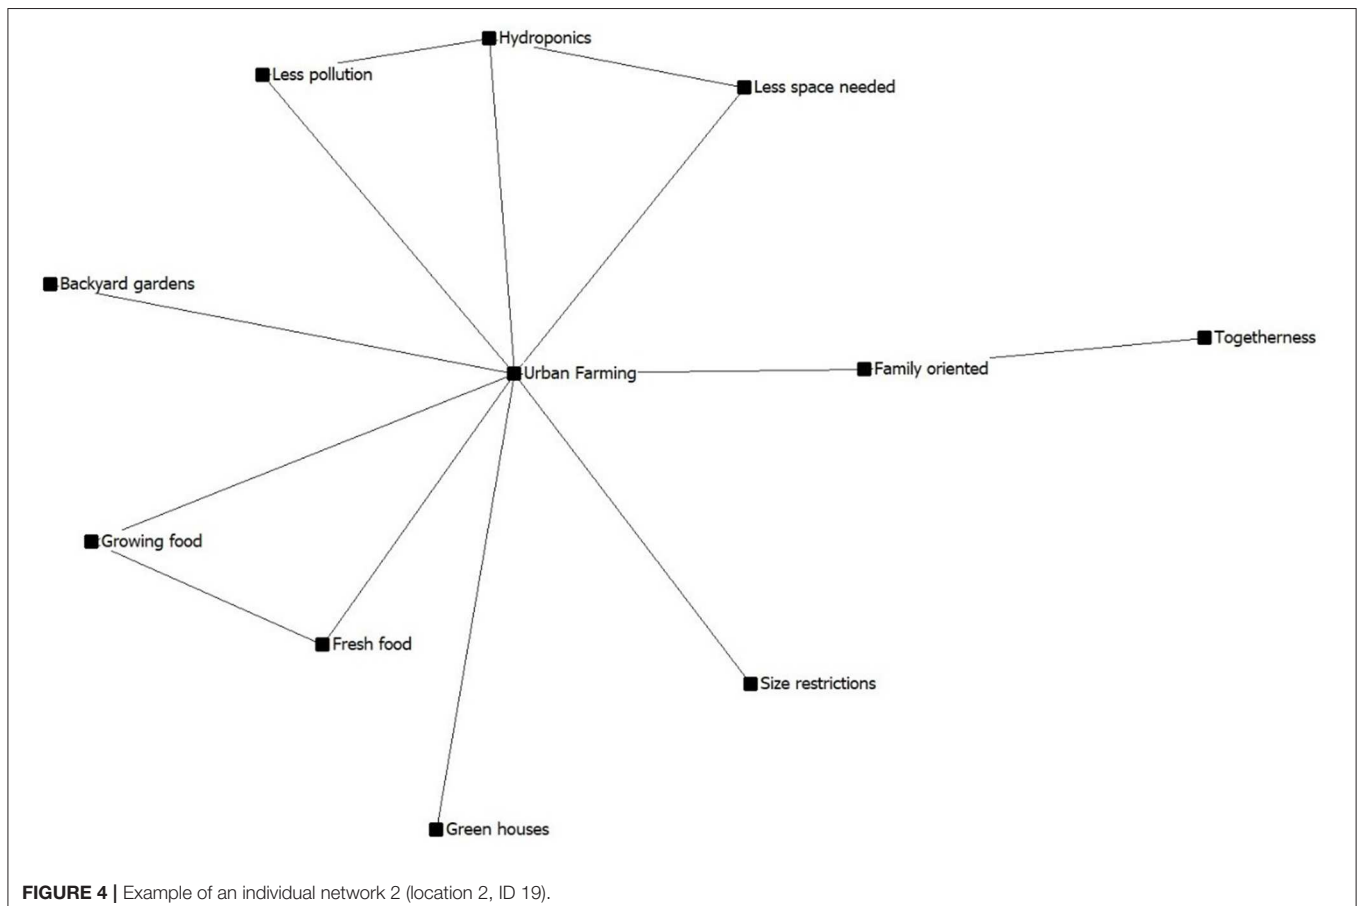 Hydroponics
Less pollution
Less space needed
Backyard gardens
Togetherness
Family oriented
Urban Farming
Growing food
Fresh food
Size restrictions
Green houses
FIGURE 4 | Example of an individual network 2 (location 2, ID 19).